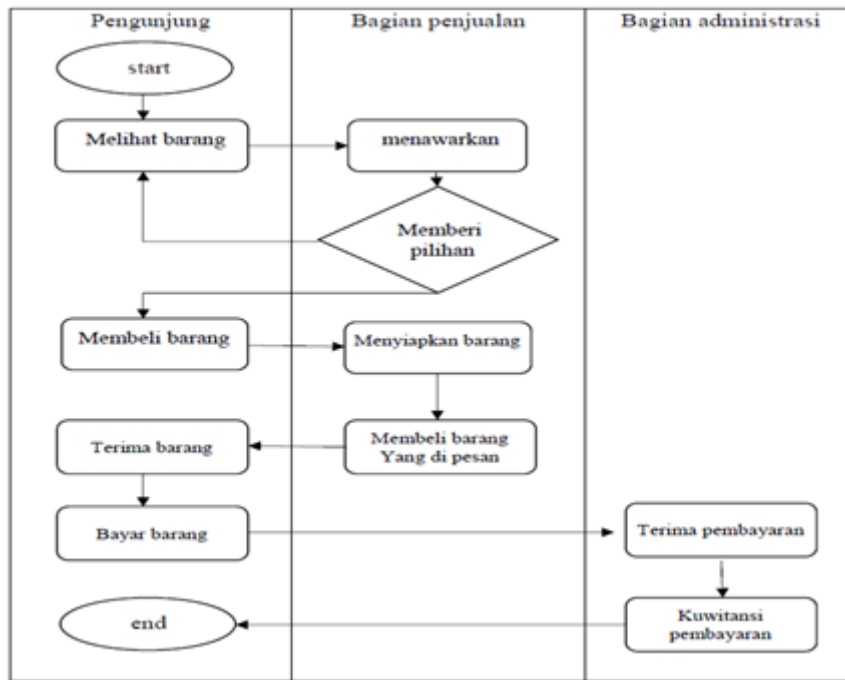 Pengunjung
Bagian penjualan
Bagian administrasi
start
Melihat barang
menawarkan
Memberi
pilihan
Membeli barang
Menyiapkan barang
Terima barang
Membeli barang
Yang di pesan
Bayar barang
Terima pembayaran
end
Kuwitansi
pembayaran